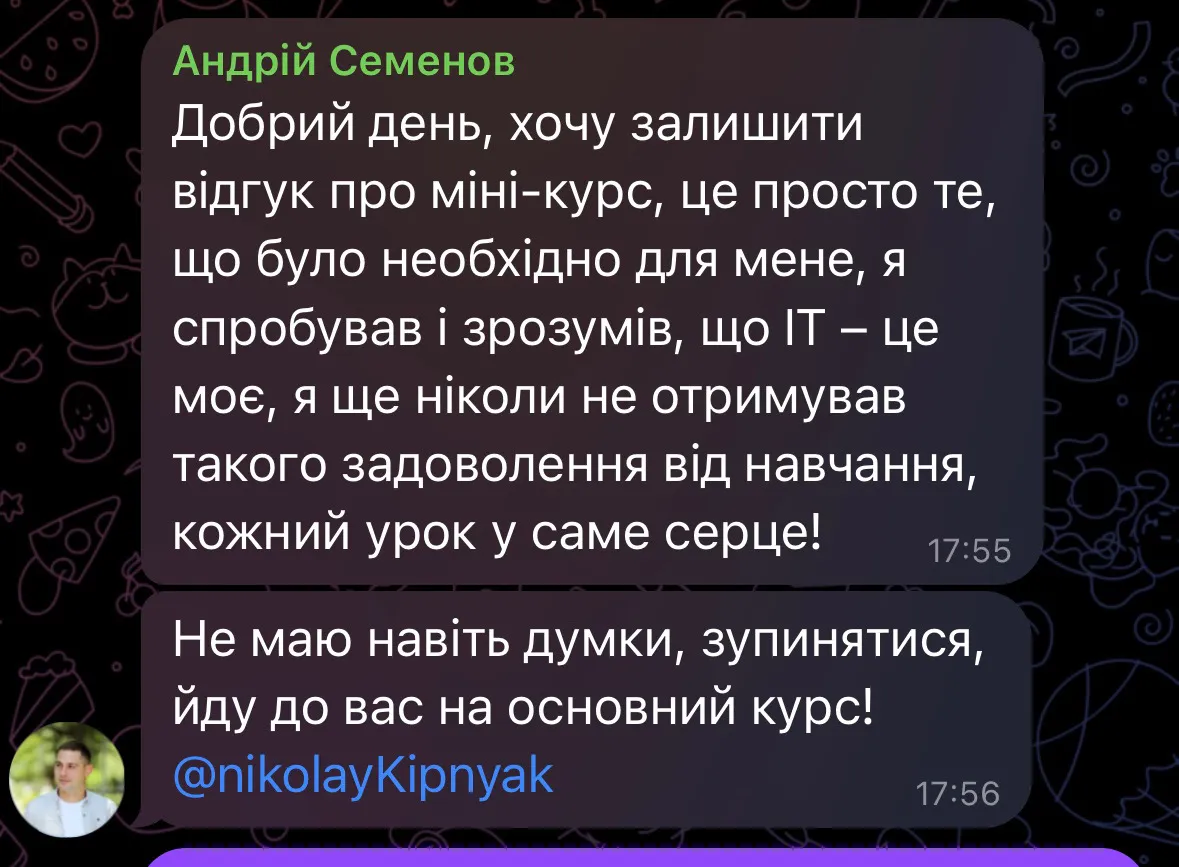 Андрій Семенов
Добрий день, хочу залишити
відгук про міні-курс, це просто те,
що було необхідно для мене, я
спробував і зрозумів, що IT – це
моє, я ще ніколи не отримував
такого задоволення від навчання,
кожний урок у саме серце!
17:55
Не маю навіть думки, зупинятися,
йду до вас на основний курс!
@nikolayKipnyak
17:56